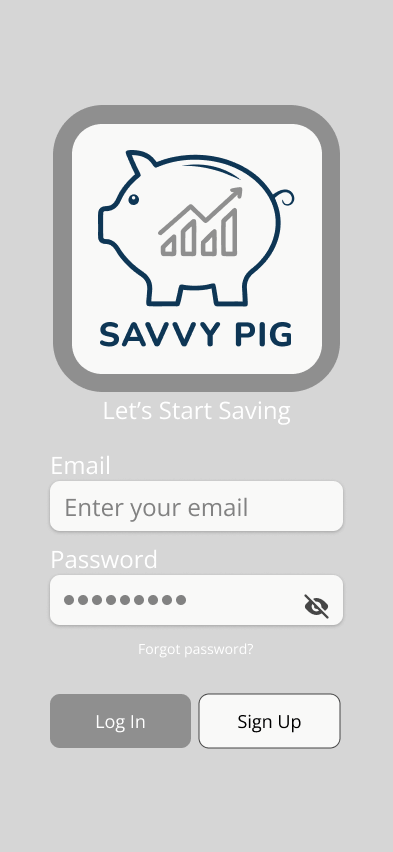 SAVVY PIG
Let’s Start Saving
Email
Enter your email
Password
Forgot password?
Log In
Sign Up